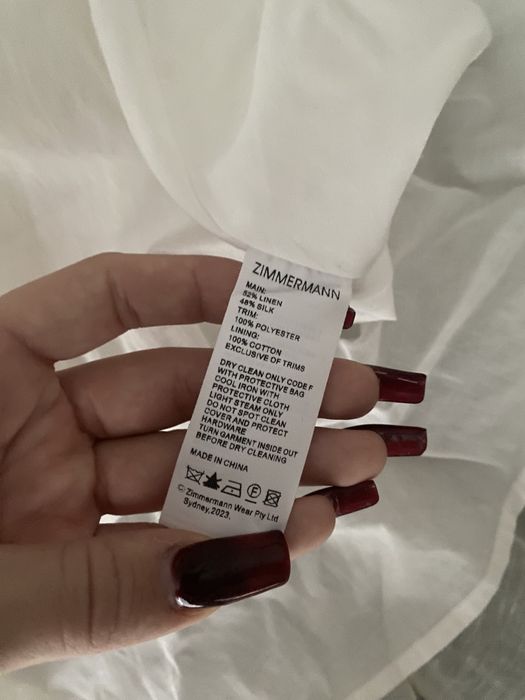 ZIMMERMANN
MAIN:
52% LINEN
48% SILK
TRIM:
100% POLYESTER
LINING:
100% COTTON
EXCLUSIVE OF TRIMS
DRY CLEAN ONLY CODE F
WITH PROTECTIVE BAG
COOL IRON WITH
PROTECTIVE CLOTH
LIGHT STEAM ONLY
DO NOT SPOT CLEAN
COVER AND PROTECT
HARDWARE
TURN GARMENT INSIDE OUT
BEFORE DRY CLEANING
MADE IN CHINA
F
© Zimmermann Wear Pty Ltd
Sydney,2023.